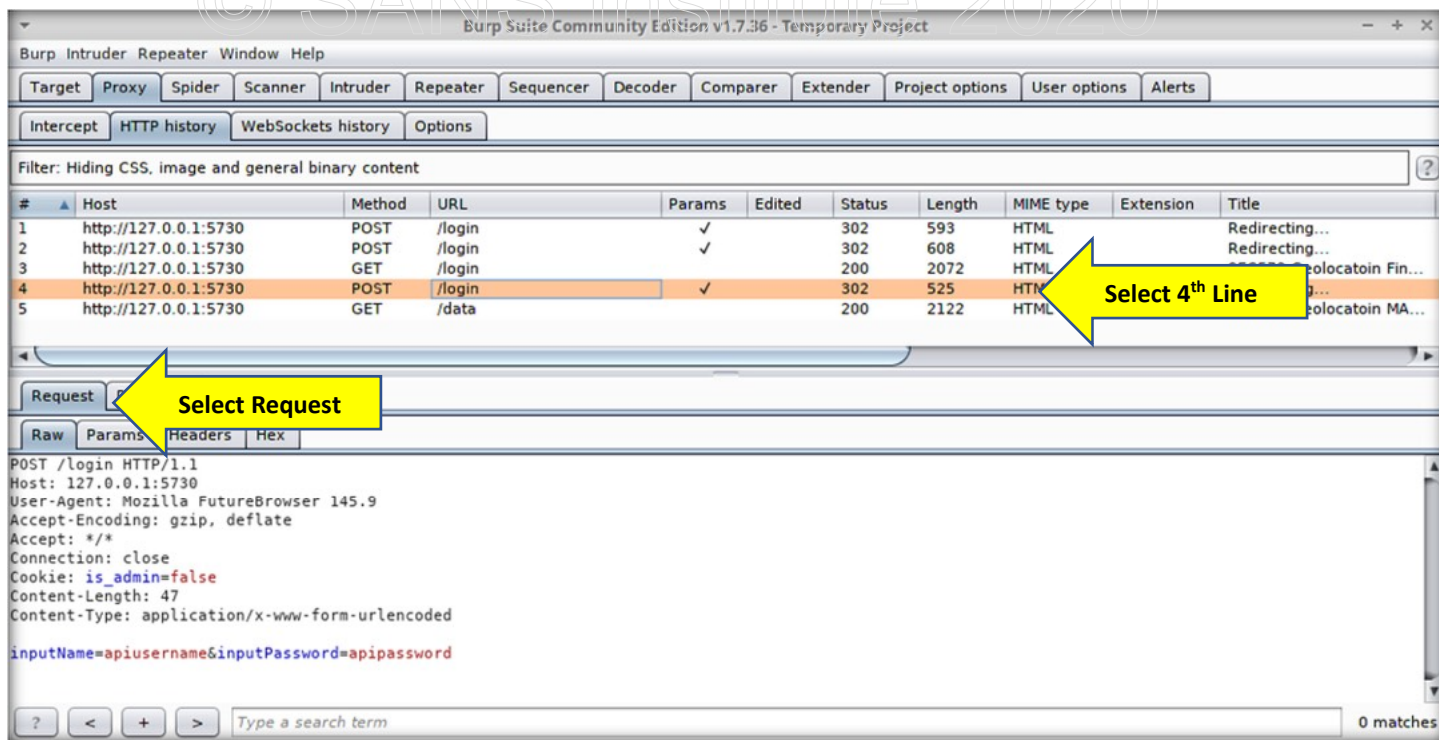 © SANS Institute 2020
Burp Suite Community Edition v1.7.36 - Temporary Project
Burp Intruder Repeater Window Help
Target Proxy Spider Scanner Intruder Repeater Sequencer Decoder Comparer Extender Project options User options Alerts
Intercept HTTP history WebSockets history Options
Filter: Hiding CSS, image and general binary content ?
# Host Method URL Params Edited Status Length MIME type Extension Title
1 http://127.0.0.1:5730 POST /login ✓ 302 593 HTML Redirecting...
2 http://127.0.0.1:5730 POST /login ✓ 302 608 HTML Redirecting...
3 http://127.0.0.1:5730 GET /login 200 2072 HTML Fin...
4 http://127.0.0.1:5730 POST /login ✓ 302 525 Select 4th Line
5 http://127.0.0.1:5730 GET /data 200 2122 HTML MA...
Request
Select Request
Raw Params Headers Hex
POST /login HTTP/1.1
Host: 127.0.0.1:5730
User-Agent: Mozilla FutureBrowser 145.9
Accept-Encoding: gzip, deflate
Accept: */*
Connection: close
Cookie: is_admin=false
Content-Length: 47
Content-Type: application/x-www-form-urlencoded
inputName=apiusername&inputPassword=apipassword
? < + > Type a search term 0 matches